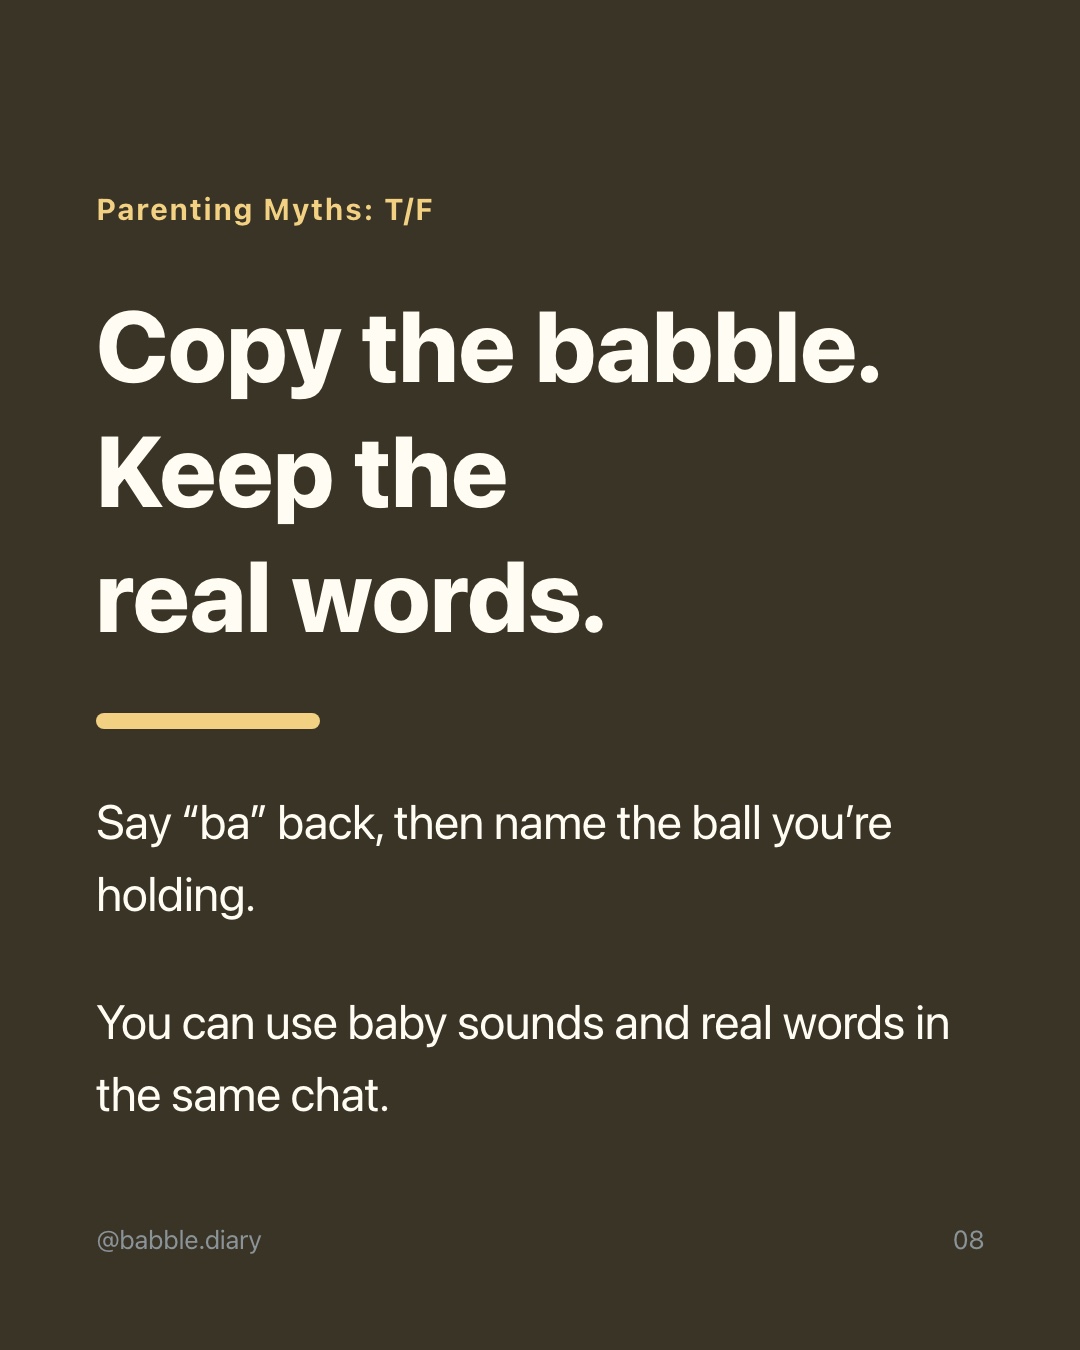 Parenting Myths: T/F
Copy the babble.
Keep the
real words.
Say “ba” back, then name the ball you’re
holding.
You can use baby sounds and real words in
the same chat.
@babble.diary
08